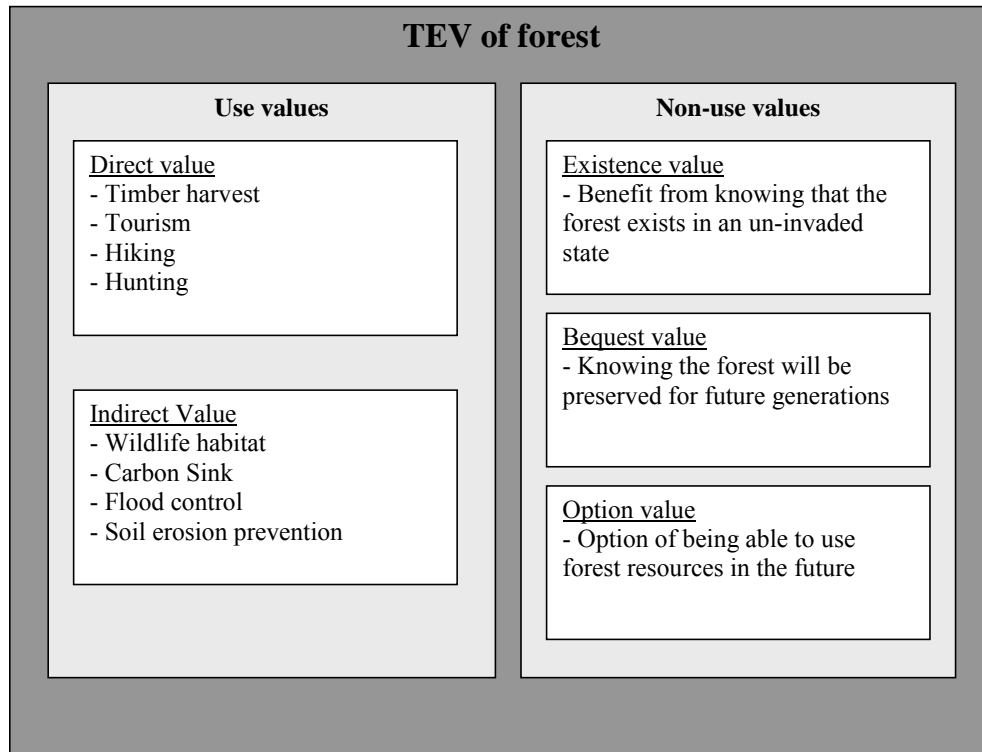 TEV of forest
Use values
Direct value
- Timber harvest
- Tourism
- Hiking
- Hunting
Indirect Value
- Wildlife habitat
- Carbon Sink
- Flood control
- Soil erosion prevention
Non-use values
Existence value
- Benefit from knowing that the
forest exists in an un-invaded
state
Bequest value
- Knowing the forest will be
preserved for future generations
Option value
- Option of being able to use
forest resources in the future